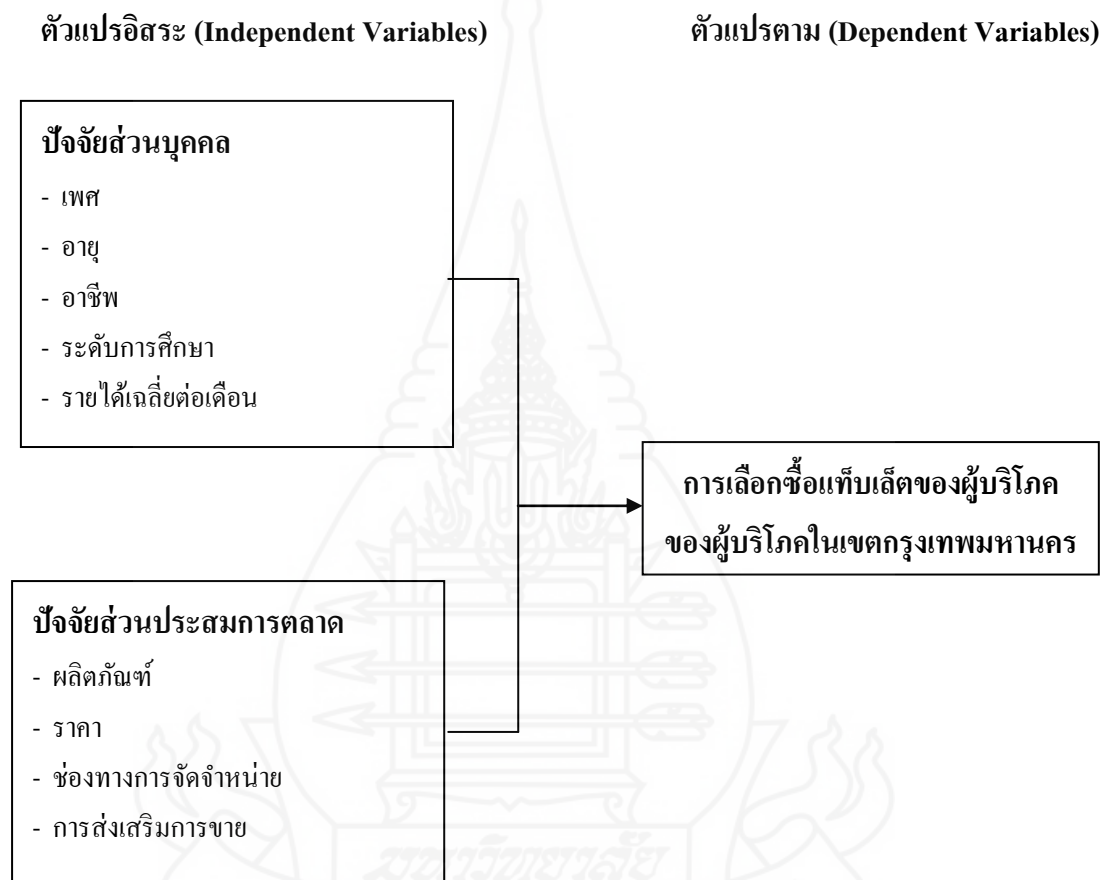 ตัวแปรอิสระ (Independent Variables)
ตัวแปรตาม (Dependent Variables)
ปัจจัยส่วนบุคคล
- เพศ
- อายุ
- อาชีพ
- ระดับการศึกษา
- รายได้เฉลี่ยต่อเดือน
การเลือกซื้อแท็บเล็ตของผู้บริโภค
ของผู้บริโภคในเขตกรุงเทพมหานคร
ปัจจัยส่วนประสมการตลาด
- ผลิตภัณฑ์
- ราคา
- ช่องทางการจัดจำหน่าย
- การส่งเสริมการขาย
มหาวิทยาลัย